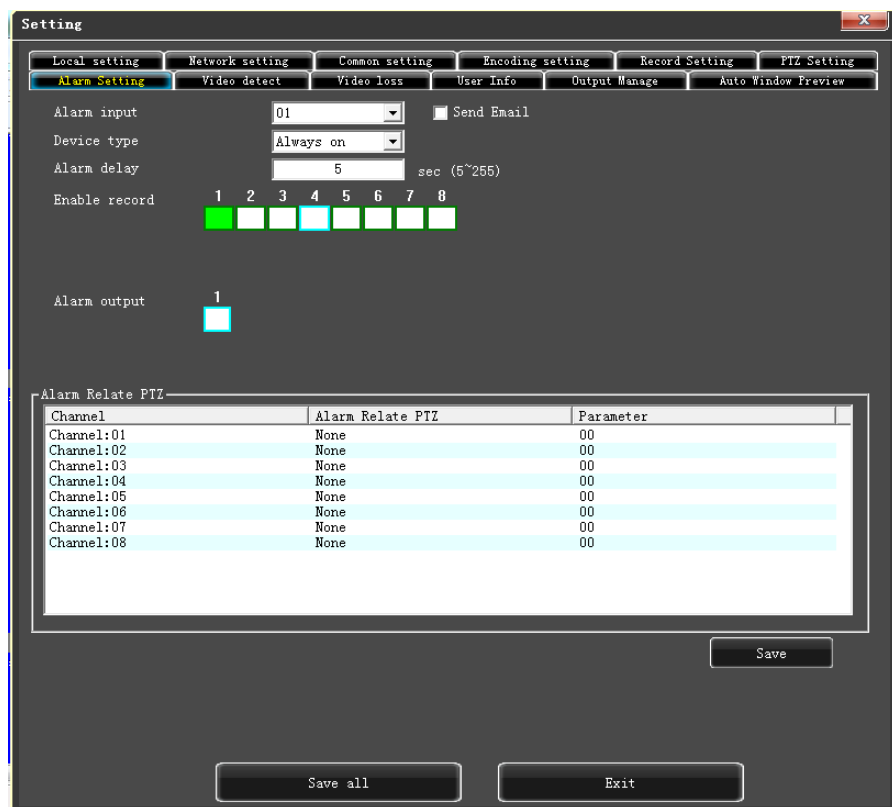 Setting
Local setting Network setting Common setting Encoding setting Record Setting PTZ Setting
Alarm Setting Video detect Video loss User Info Output Manage Auto Window Preview
Alarm input 01 Send Email
Device type Always on
Alarm delay 5 sec (5~255)
1 2 3 4 5 6 7 8
Enable record
1
Alarm output
Alarm Relate PTZ
Channel Alarm Relate PTZ Parameter
Channel:01 None 00
Channel:02 None 00
Channel:03 None 00
Channel:04 None 00
Channel:05 None 00
Channel:06 None 00
Channel:07 None 00
Channel:08 None 00
Save
Save all Exit